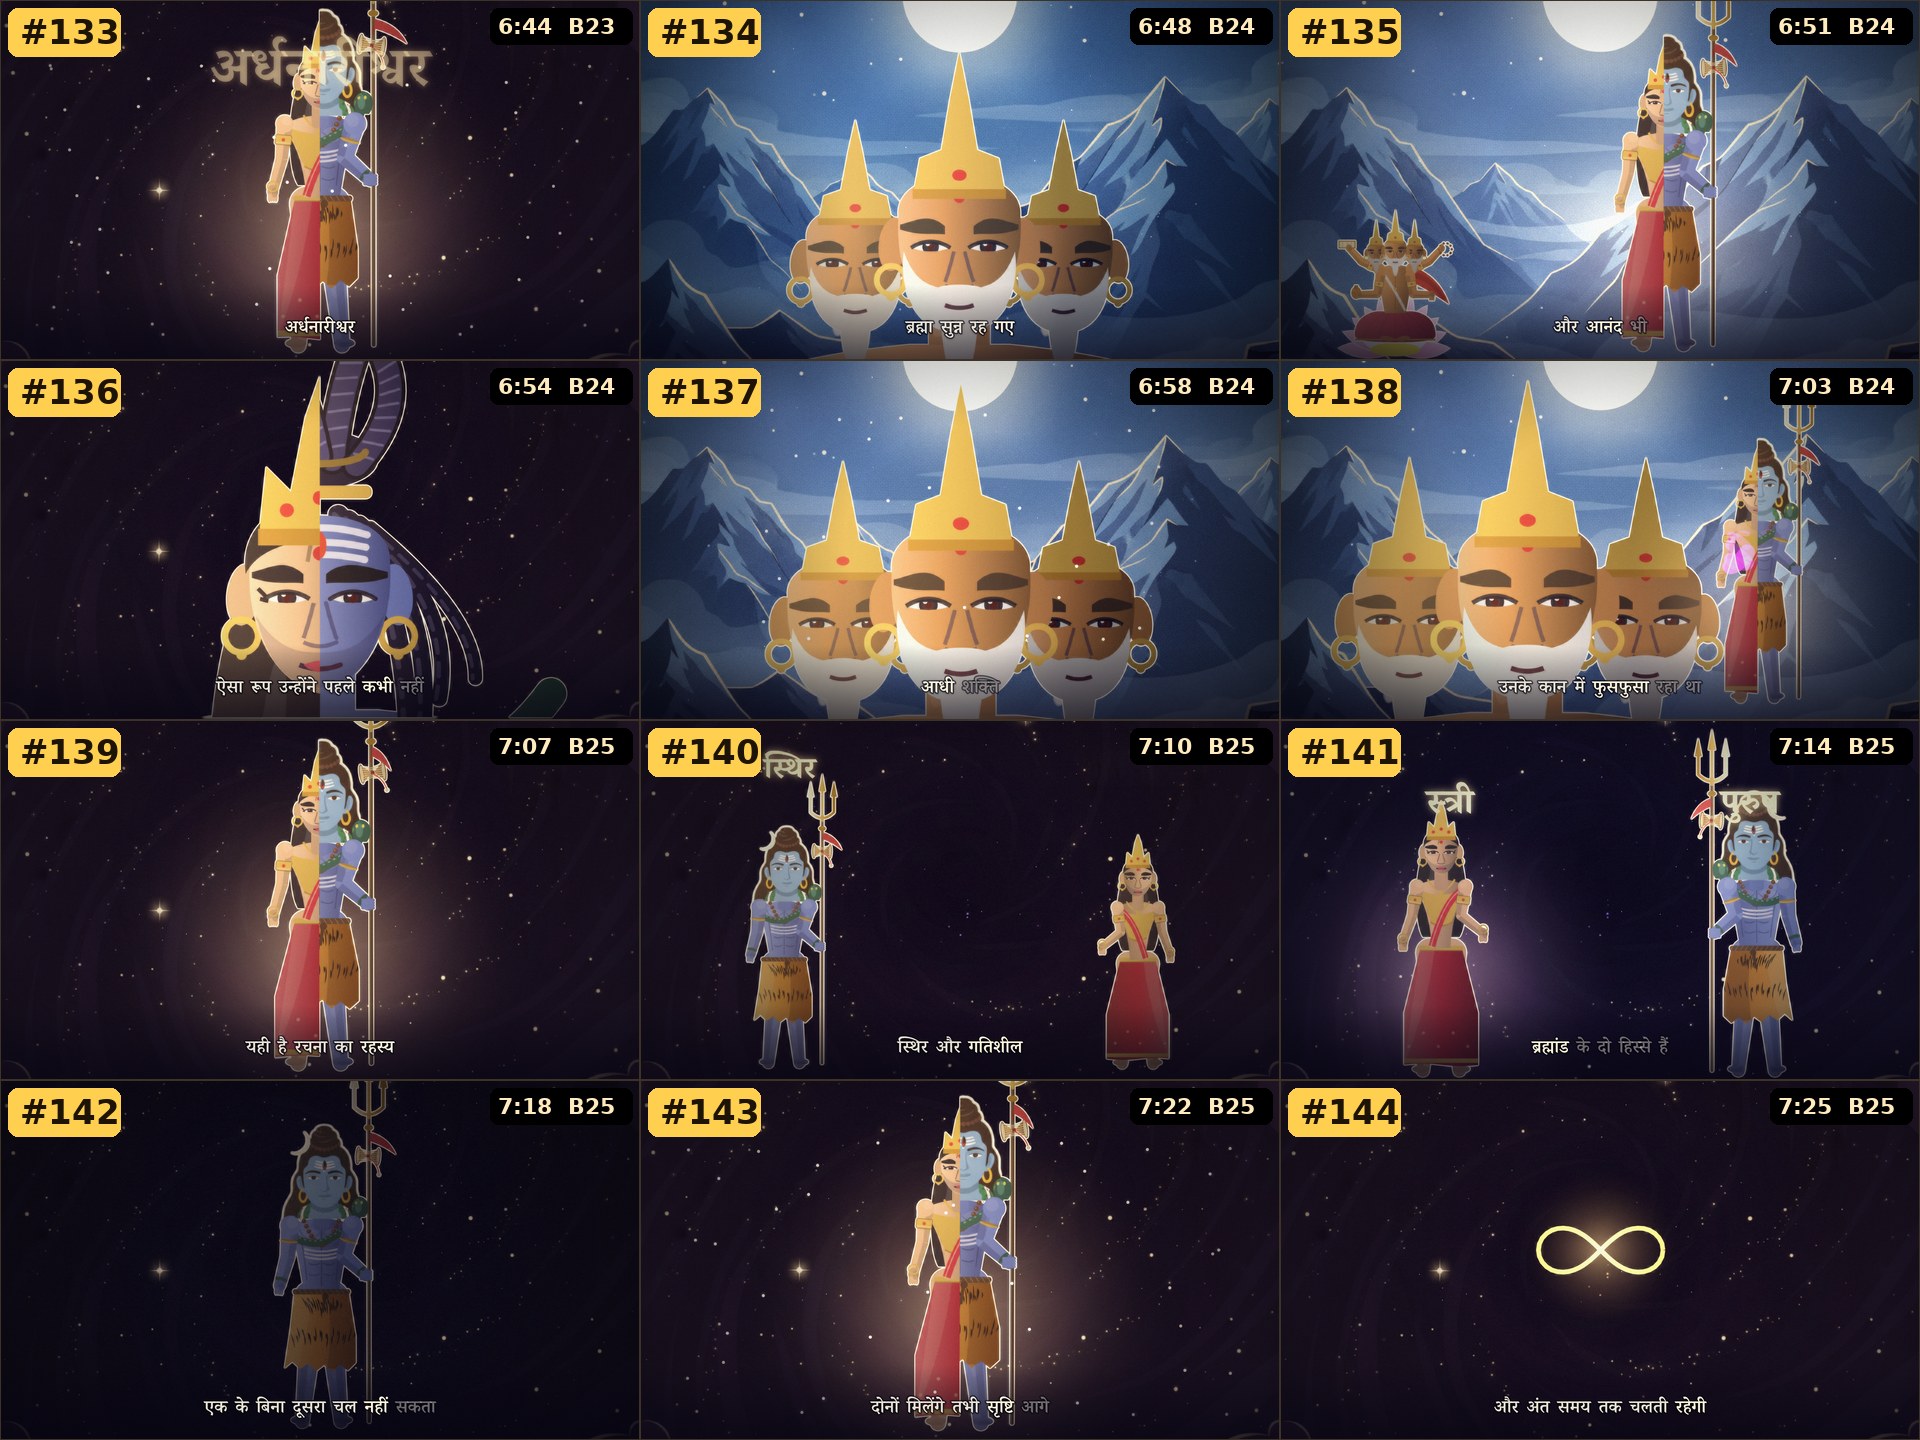 #133
6:44 B23
अर्धनारीश्वर
अर्धनारीश्वर
#134
6:48 B24
ब्रह्मा सुन्न रह गए
#135
6:51 B24
और आनंद भी
#136
6:54 B24
ऐसा रूप उन्होंने पहले कभी नहीं
#137
6:58 B24
आधी शक्ति
#138
7:03 B24
उनके कान में फुसफुसा रहा था
#139
7:07 B25
यही है रचना का रहस्य
#140
7:10 B25
स्थिर
स्थिर और गतिशील
#141
7:14 B25
स्त्री
पुरुष
ब्रह्मांड के दो हिस्से हैं
#142
7:18 B25
एक के बिना दूसरा चल नहीं सकता
#143
7:22 B25
दोनों मिलेंगे तभी सृष्टि आगे
#144
7:25 B25
और अंत समय तक चलती रहेगी